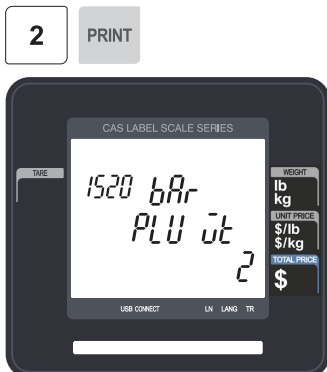 2 PRINT
CAS LABEL SCALE SERIES
TARE
1520 bAr
PLU ūt
2
WEIGHT
lb
kg
UNIT PRICE
$/lb
$/kg
TOTAL PRICE
$
USB CONNECT LN LANG TR